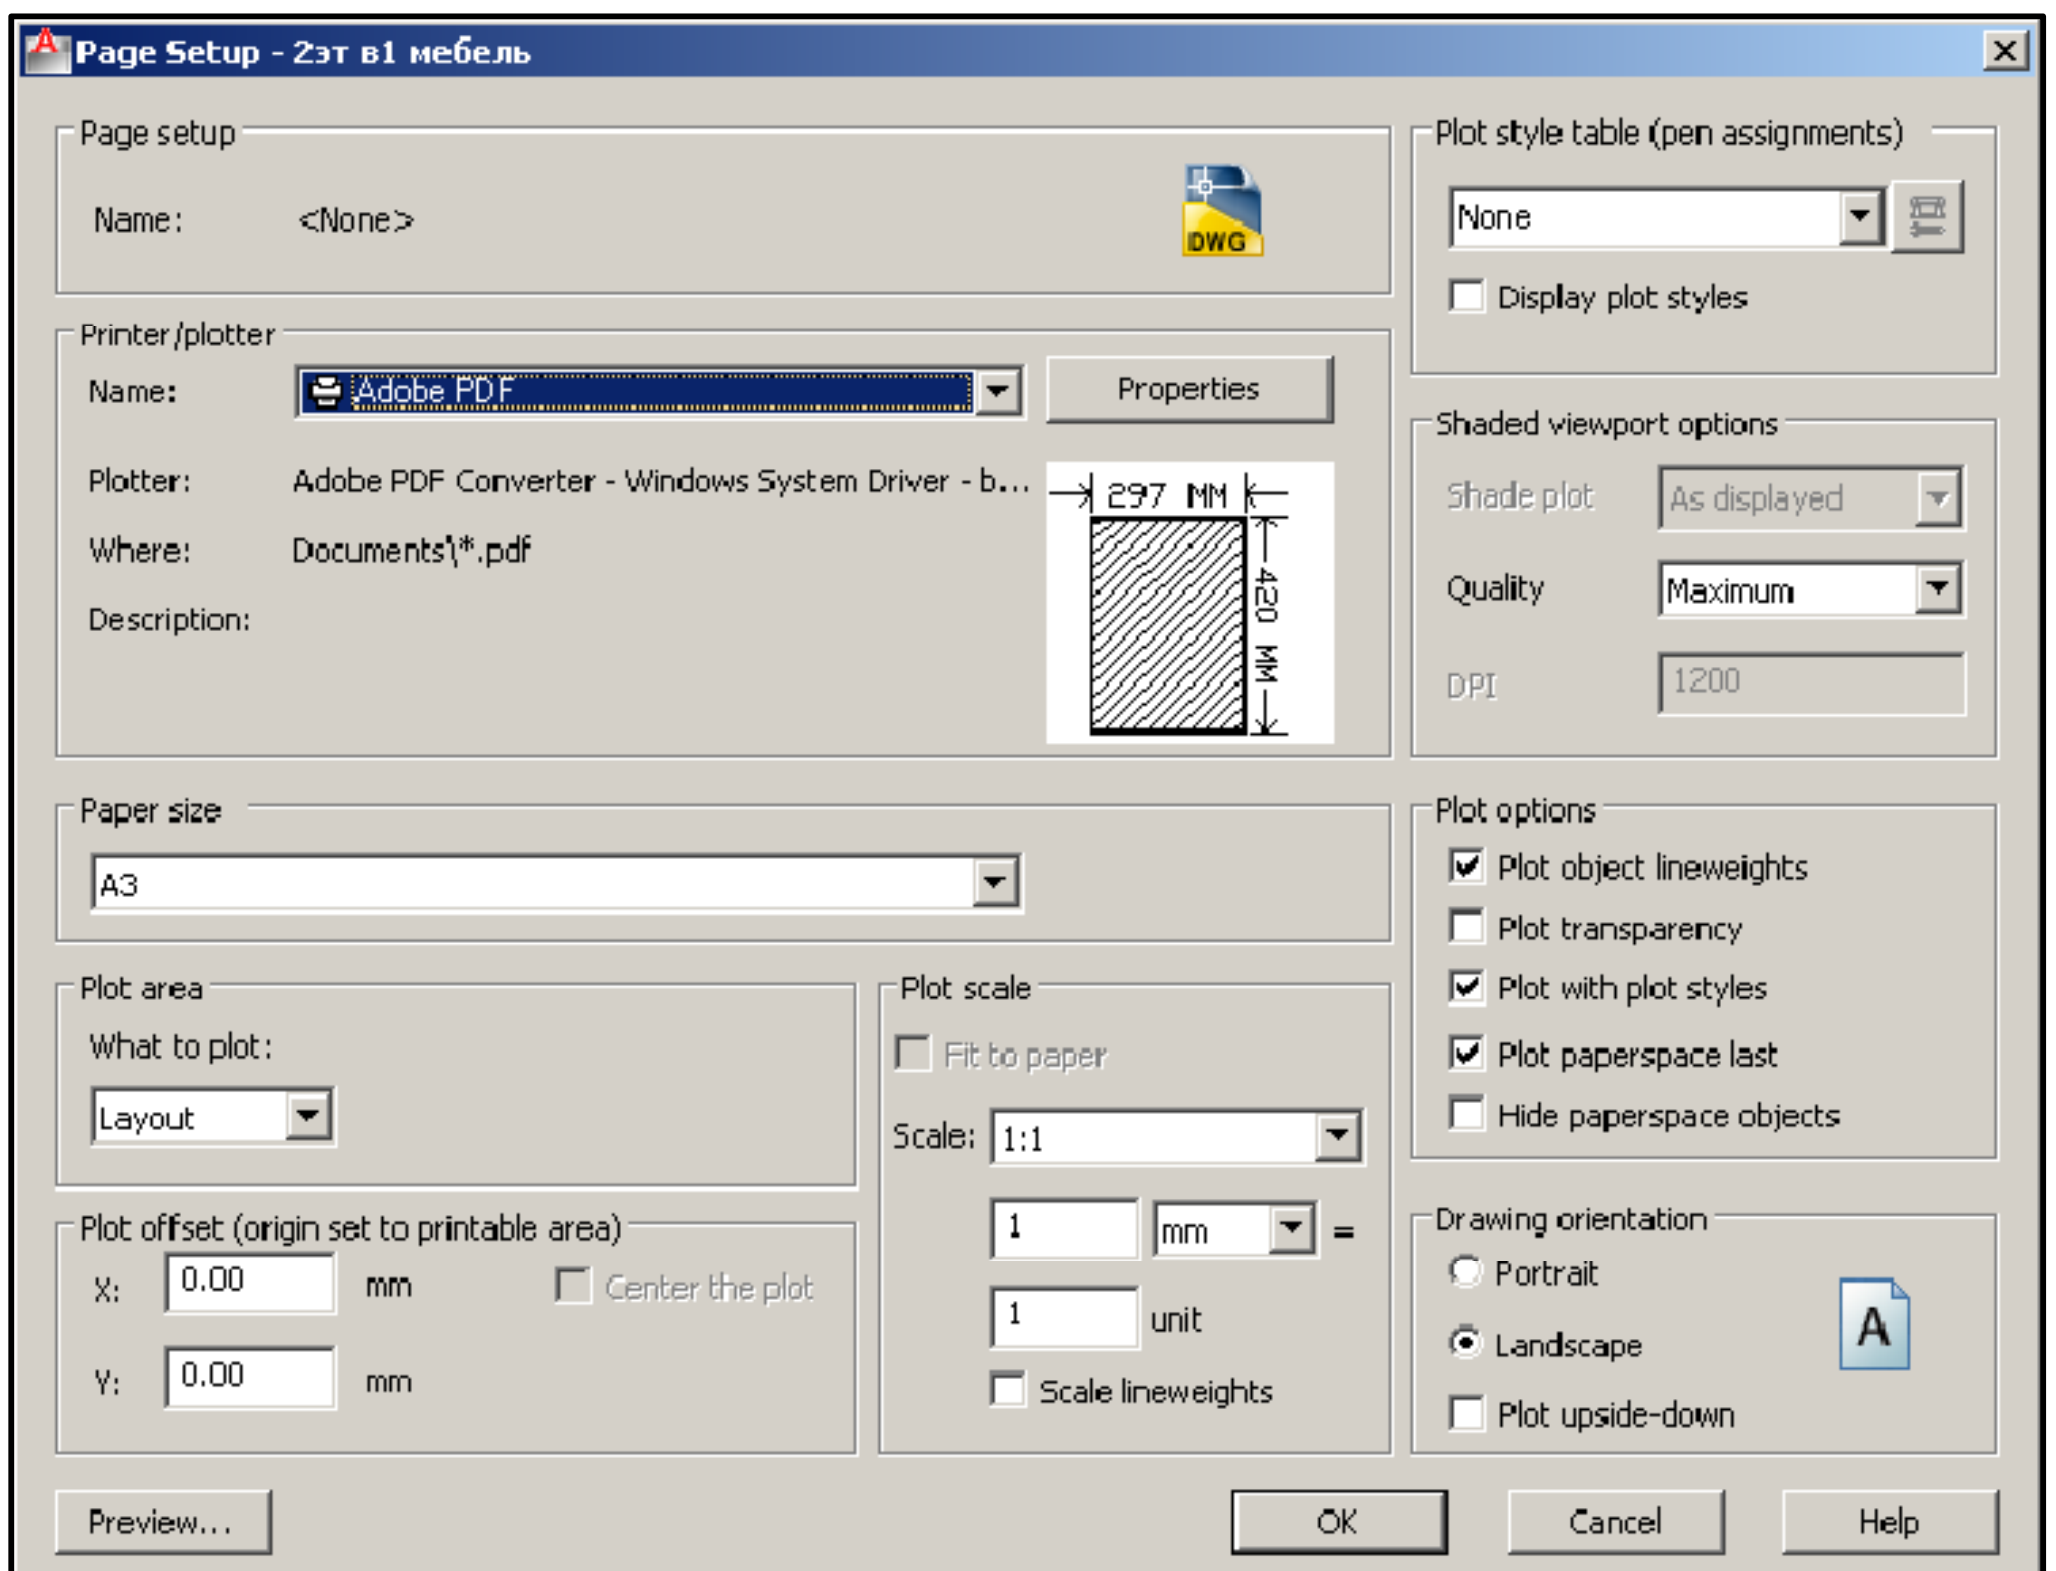 Page Setup - 2эт в1 мебель
Page setup
Name: <None>
DWG
Printer/plotter
Name: Adobe PDF
Properties
Plotter: Adobe PDF Converter - Windows System Driver - b...
Where: Documents\*.pdf
Description:
297 MM
420 MM
Paper size
A3
Plot area
What to plot:
Layout
Plot offset (origin set to printable area)
X: 0.00 mm
Center the plot
Y: 0.00 mm
Plot scale
Fit to paper
Scale: 1:1
1 mm =
1 unit
Scale lineweights
Plot style table (pen assignments)
None
Display plot styles
Shaded viewport options
Shade plot As displayed
Quality Maximum
DPI 1200
Plot options
Plot object lineweights
Plot transparency
Plot with plot styles
Plot paperspace last
Hide paperspace objects
Drawing orientation
Portrait
Landscape
A
Plot upside-down
Preview...
OK
Cancel
Help